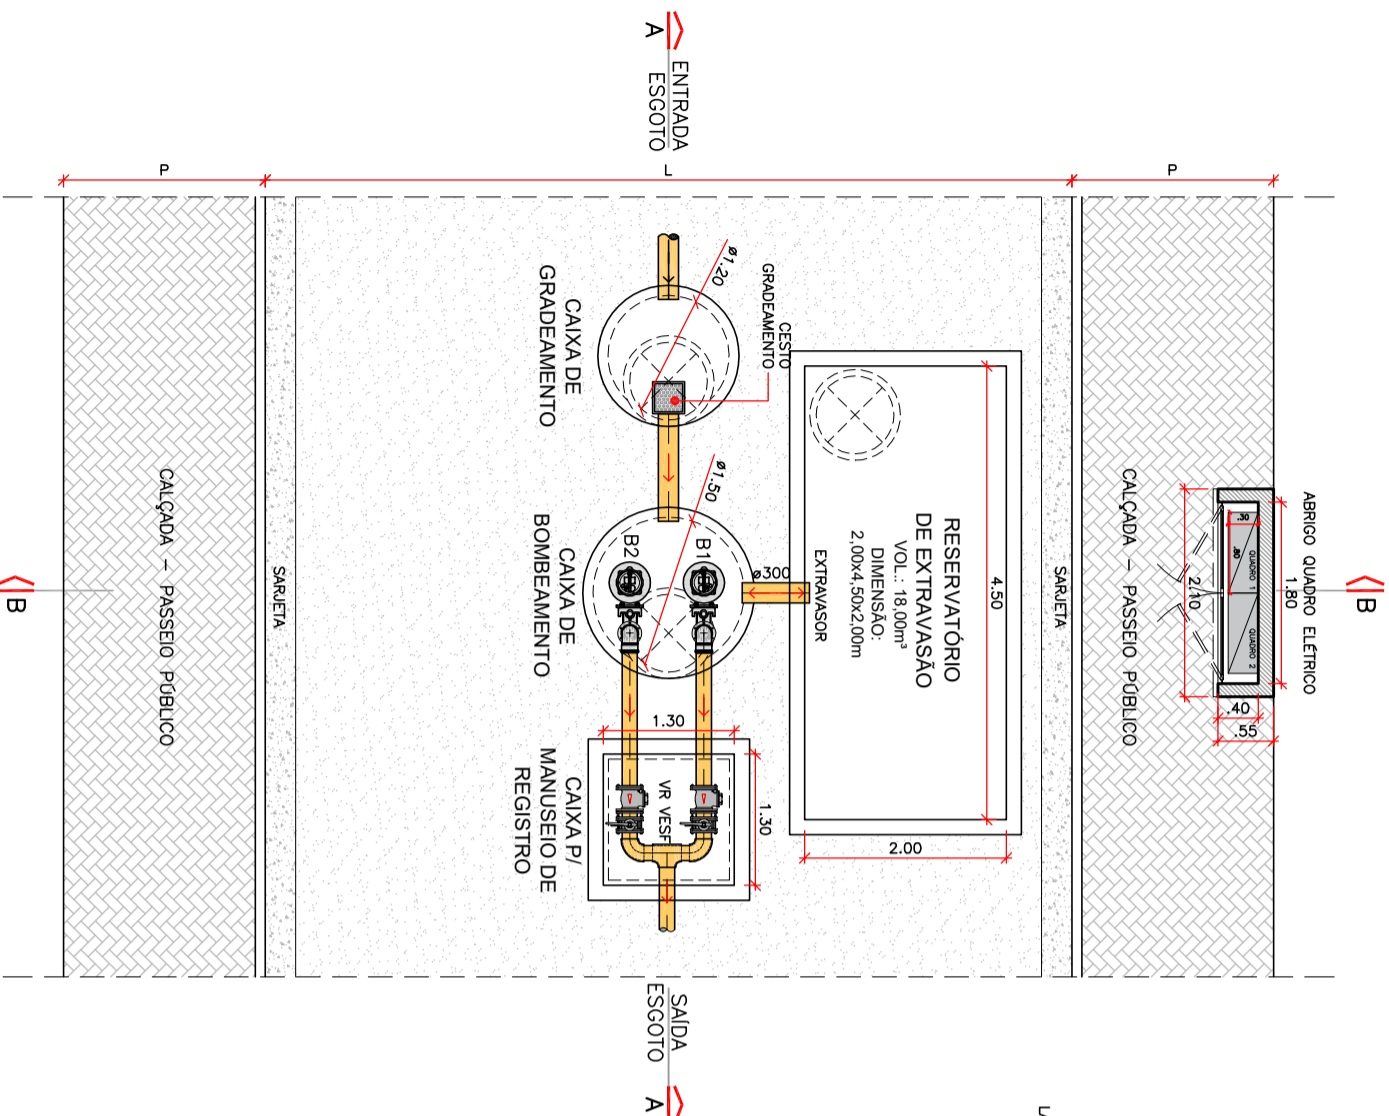 A
ENTRADA
ESGOTO
P
L
P
CAIXA DE
GRADEAMENTO
ø1.20
CESTO
GRADEAMENTO
CAIXA DE
BOMBEAMENTO
ø1.50
B1
B2
ø300
EXTRAVASOR
RESERVATÓRIO
DE EXTRAVASÃO
VOL.: 18,00m³
DIMENSÃO:
2,00x4,50x2,00m
4.50
2.00
CAIXA P/
MANUSEIO DE
REGISTRO
1.30
1.30
VR VESF
SARJETA
SARJETA
CALÇADA – PASSEIO PÚBLICO
CALÇADA – PASSEIO PÚBLICO
ABRIGO QUADRO ELÉTRICO
1.80
QUADRO 1
QUADRO 2
.30
.80
2.10
.40
.55
B
B
SAÍDA
ESGOTO
A